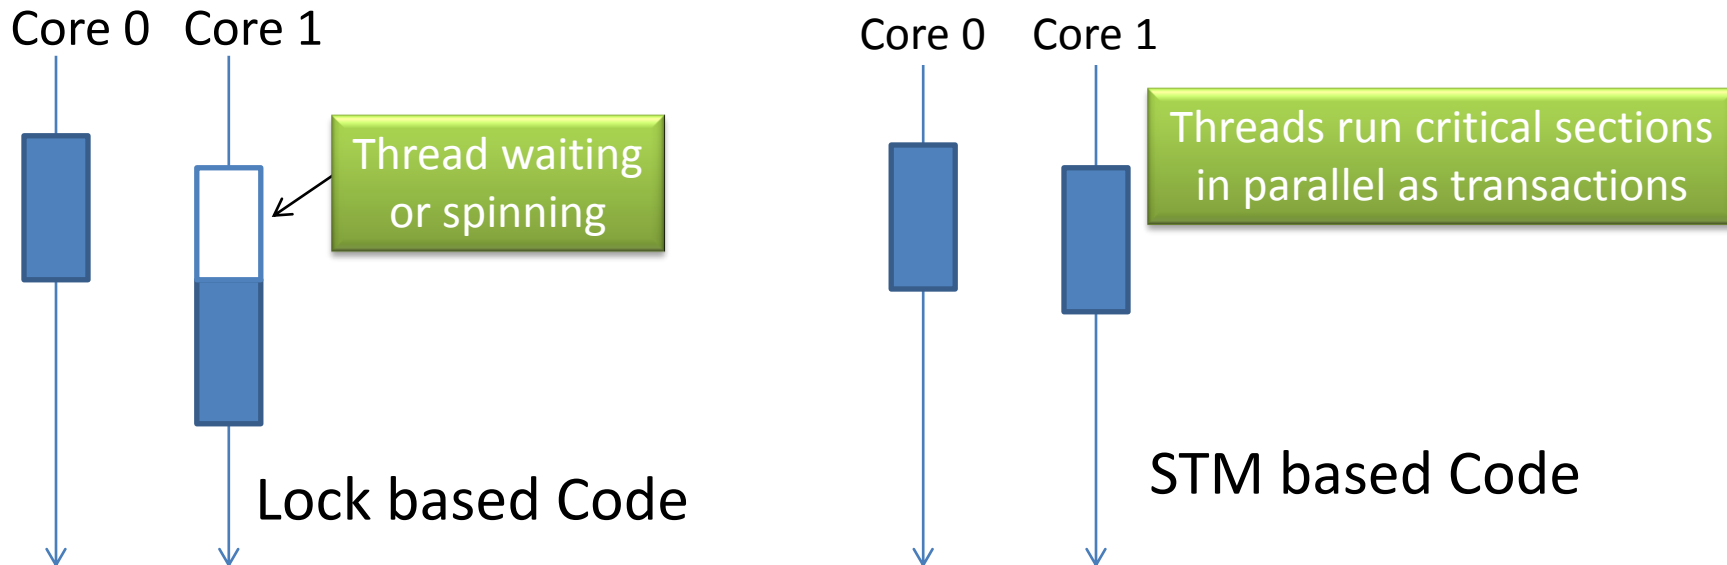 Core 0 Core 1
Thread waiting
or spinning
Lock based Code
Core 0 Core 1
Threads run critical sections
in parallel as transactions
STM based Code